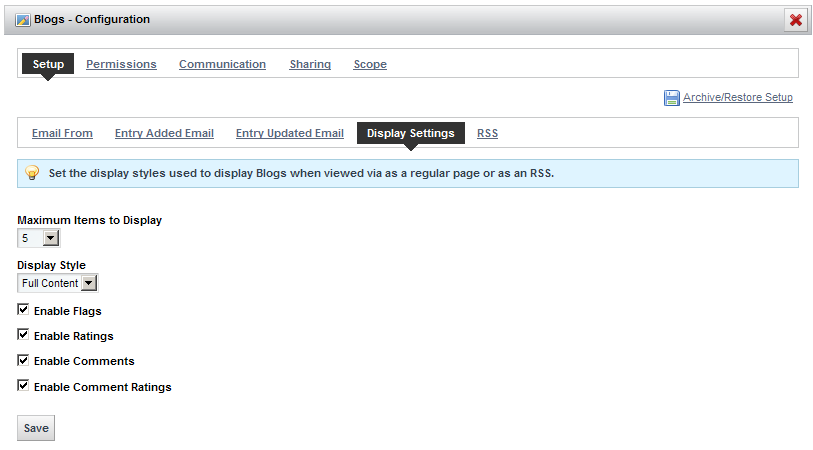 Blogs - Configuration
Setup Permissions Communication Sharing Scope
Archive/Restore Setup
Email From Entry Added Email Entry Updated Email Display Settings RSS
Set the display styles used to display Blogs when viewed via as a regular page or as an RSS.
Maximum Items to Display
5
Display Style
Full Content
Enable Flags
Enable Ratings
Enable Comments
Enable Comment Ratings
Save